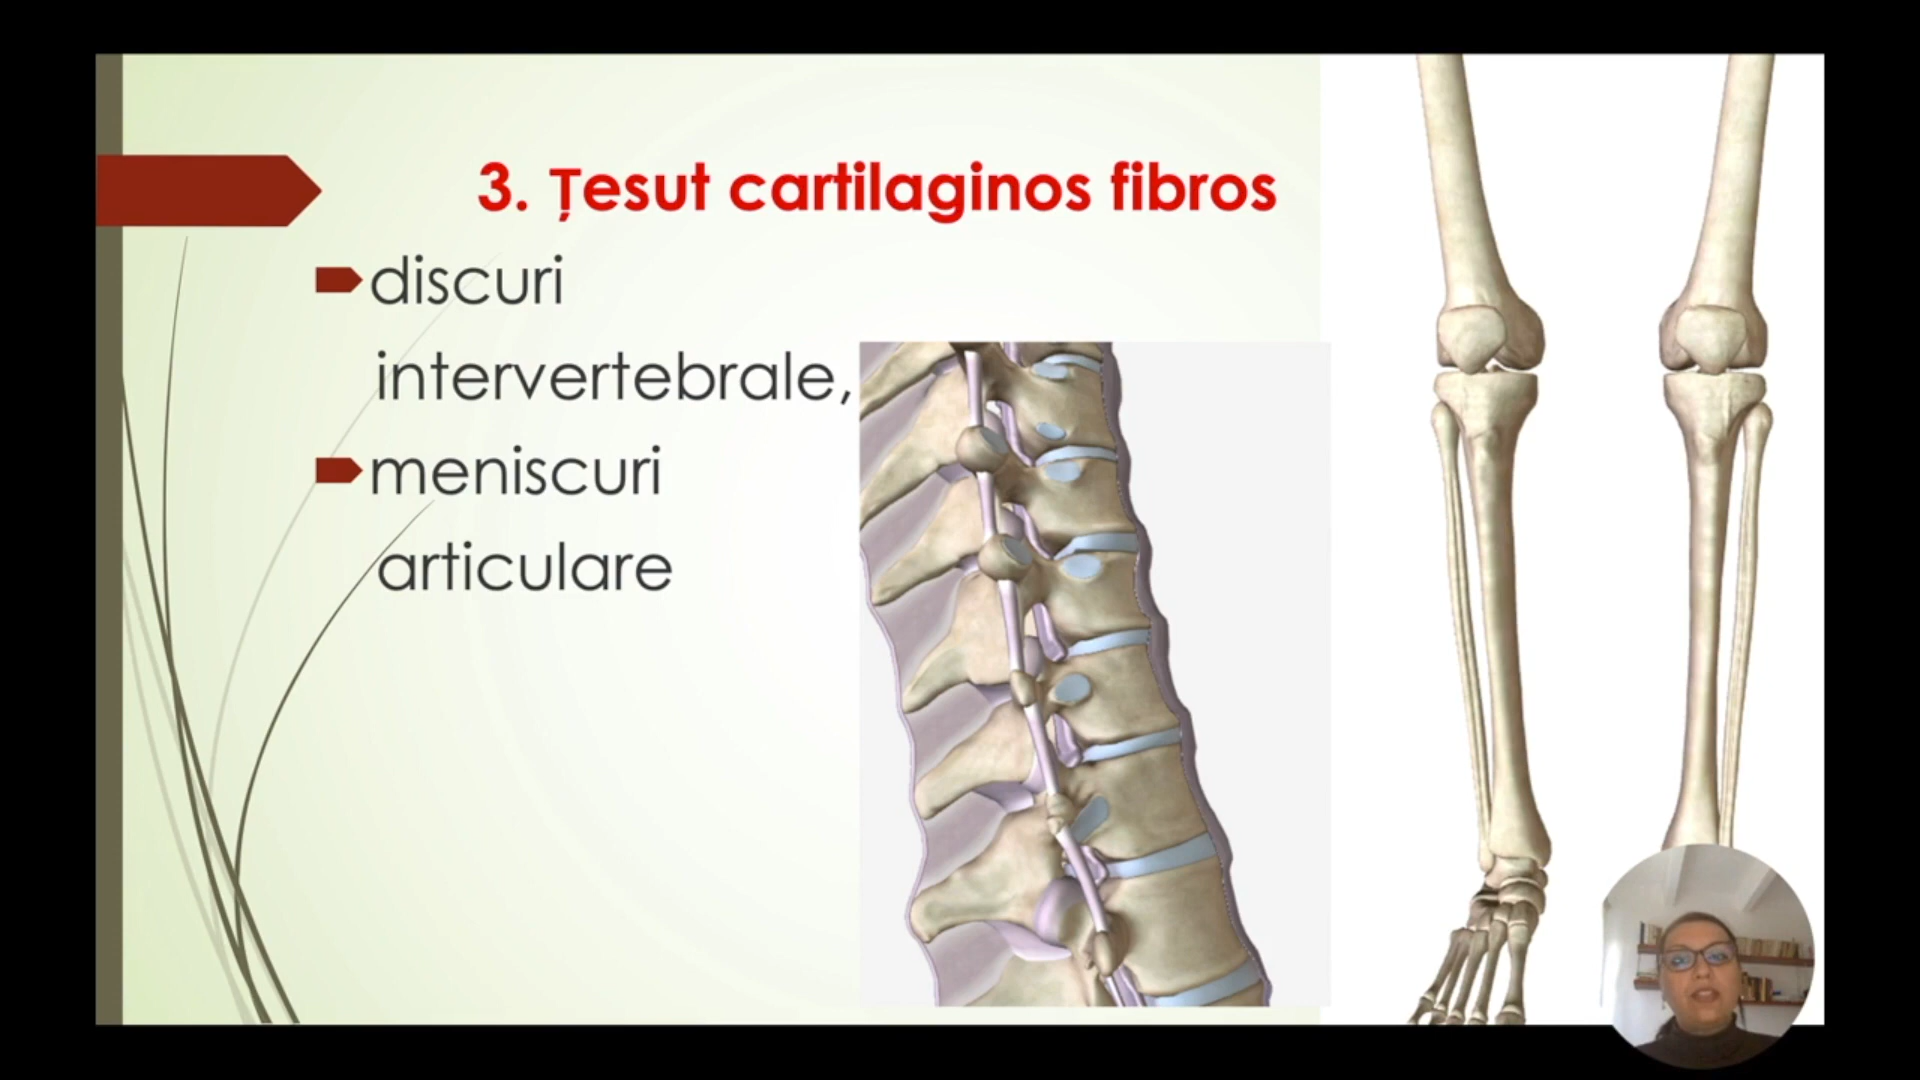 3. Țesut cartilaginos fibros
discuri
intervertebrale,
meniscuri
articulare